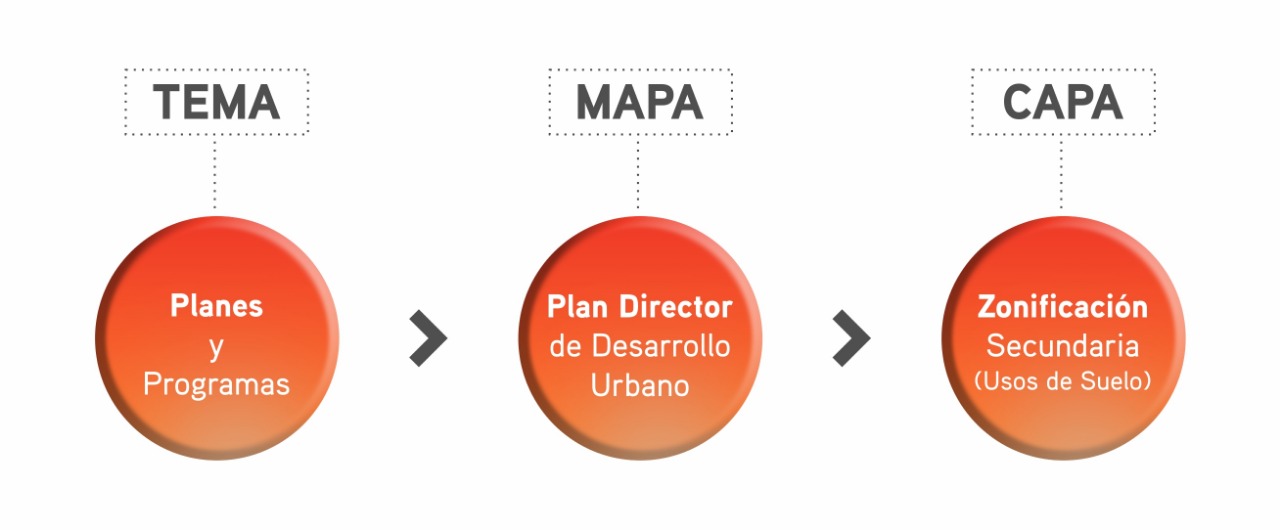 TEMA
Planes
y
Programas
MAPA
Plan Director
de Desarrollo
Urbano
CAPA
Zonificación
Secundaria
(Usos de Suelo)